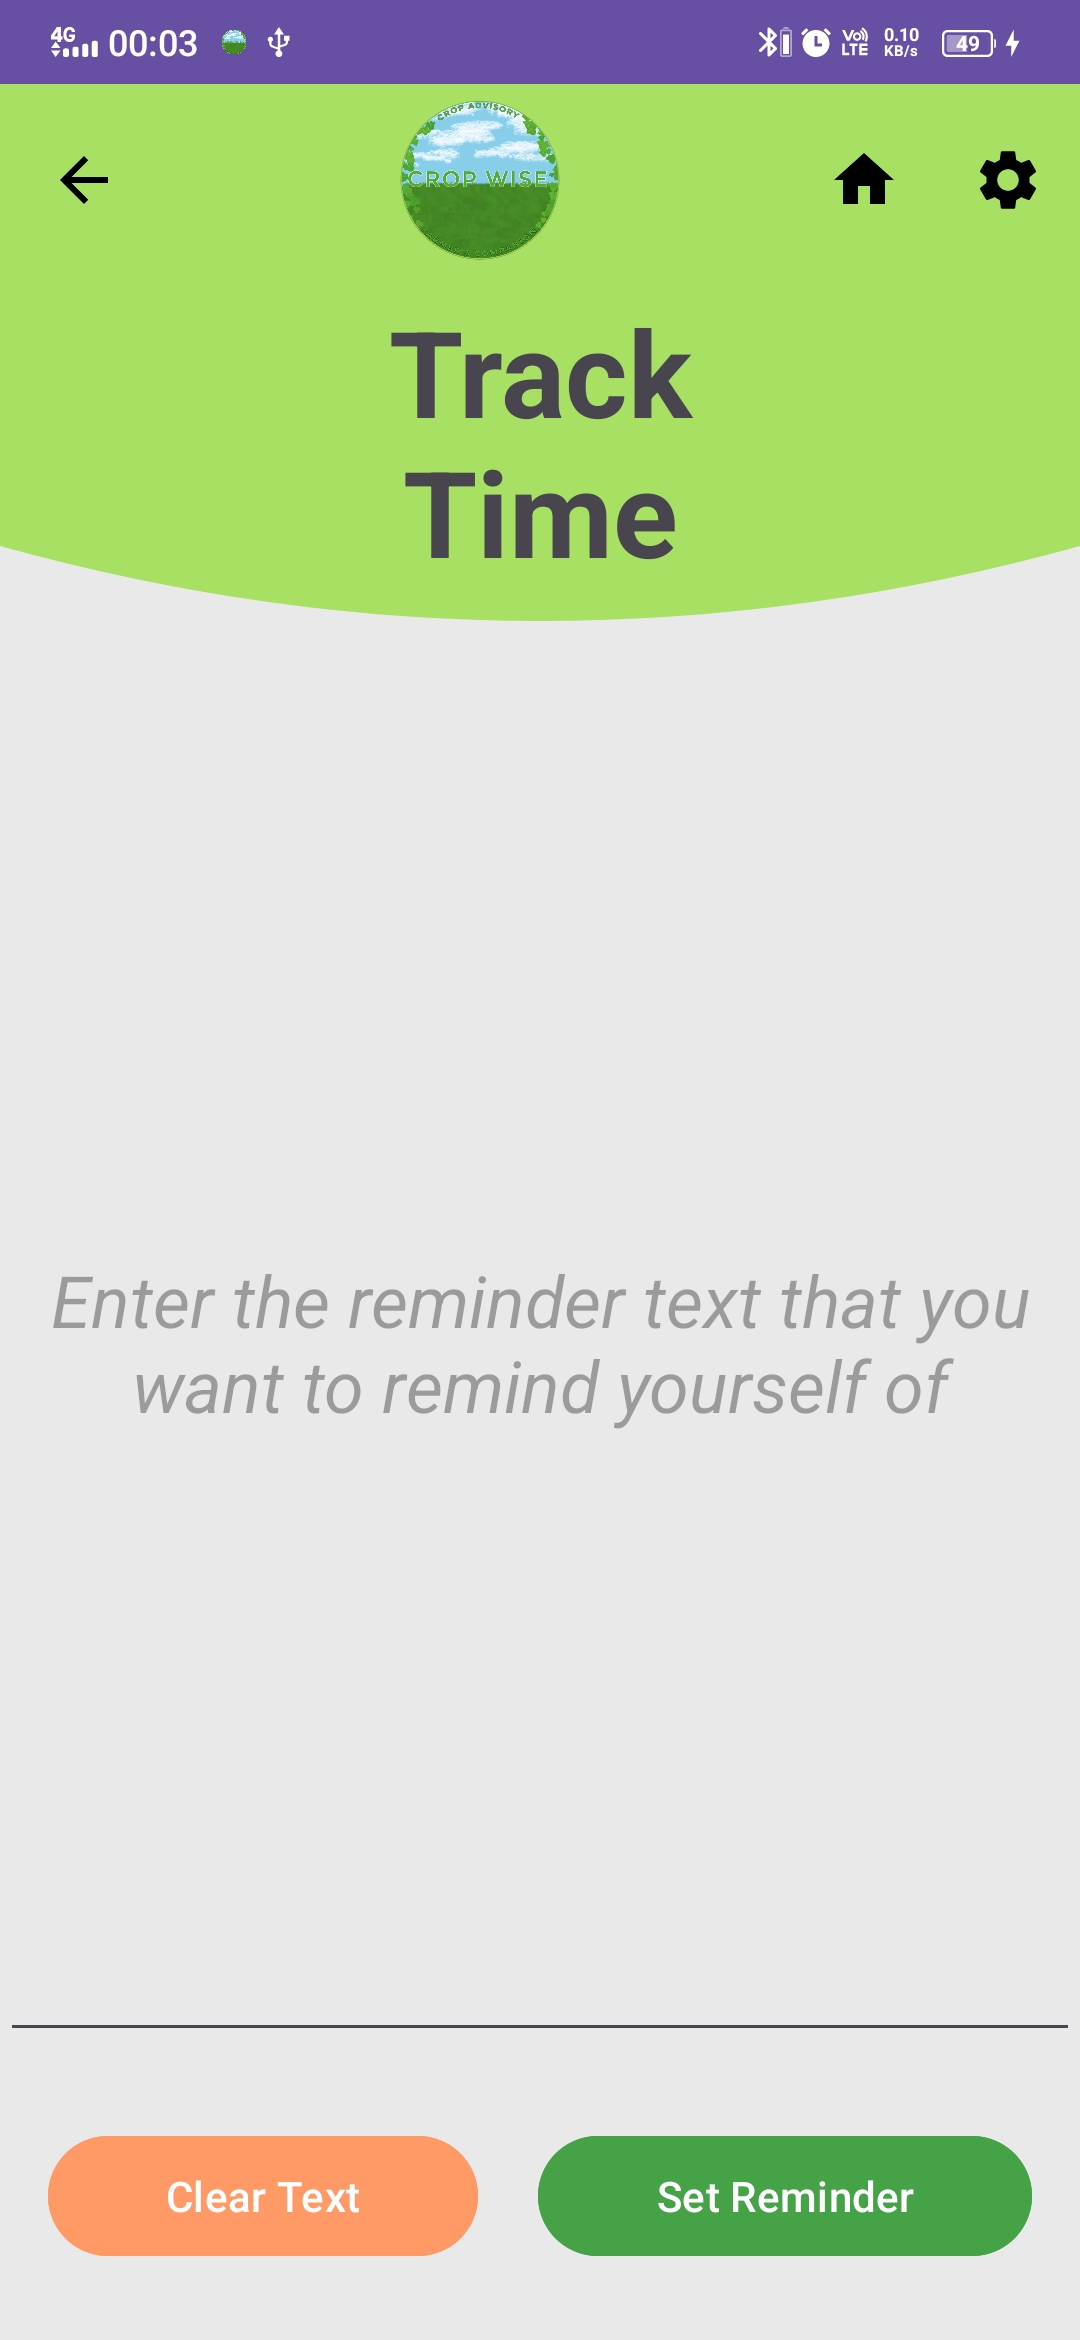 4G 00:03 Vo)) LTE 0.10 KB/s 49
CROP ADVISORY
CROP WISE
Track
Time
Enter the reminder text that you
want to remind yourself of
Clear Text Set Reminder